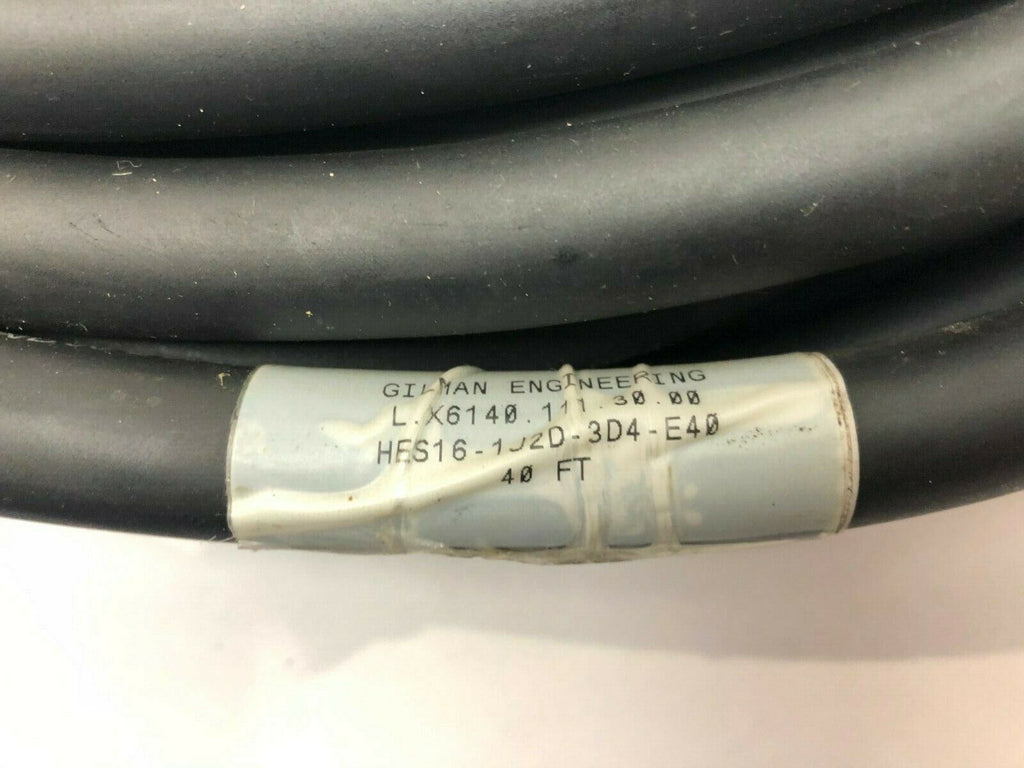 GILMAN ENGINEERING
L.X6140.111.30.00
HES16-1J2D-3D4-E40
40 FT